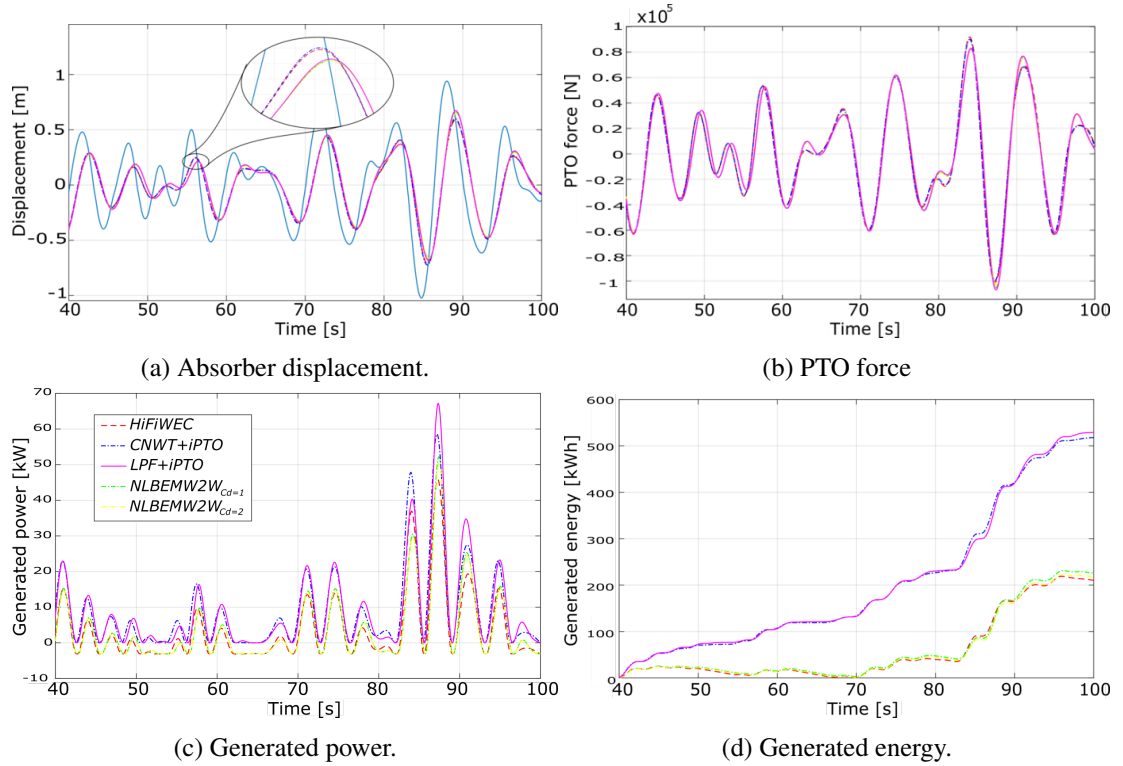 x10⁵
Displacement [m]
1
0.5
0
-0.5
-1
40 50 60 70 80 90 100
Time [s]
(a) Absorber displacement.
PTO force [N]
1
0.8
0.6
0.4
0.2
0
-0.2
-0.4
-0.6
-0.8
-1
40 50 60 70 80 90 100
Time [s]
(b) PTO force
Generated power [kW]
70
60
50
40
30
20
10
0
-10
HiFiWEC
CNWT+iPTO
LPF+iPTO
NLBEMW2W_{Cd=1}
NLBEMW2W_{Cd=2}
40 50 60 70 80 90 100
Time [s]
(c) Generated power.
Generated energy [kWh]
600
500
400
300
200
100
0
40 50 60 70 80 90 100
Time [s]
(d) Generated energy.